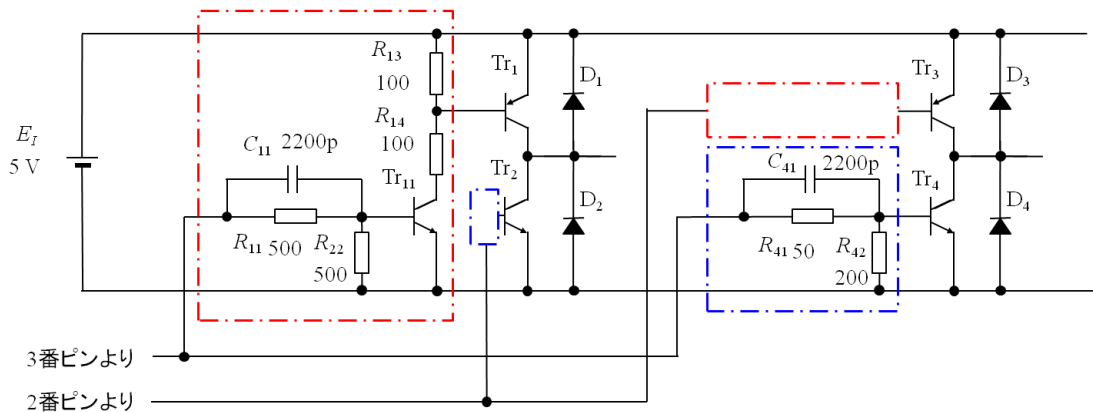 E_I
5 V
R₁₃
100
R₁₄
100
C₁₁ 2200p
Tr₁₁
R₁₁ 500
R₂₂
500
Tr₁
D₁
Tr₂
D₂
C₄₁ 2200p
R₄₁ 50
R₄₂
200
Tr₃
D₃
Tr₄
D₄
3番ピンより
2番ピンより